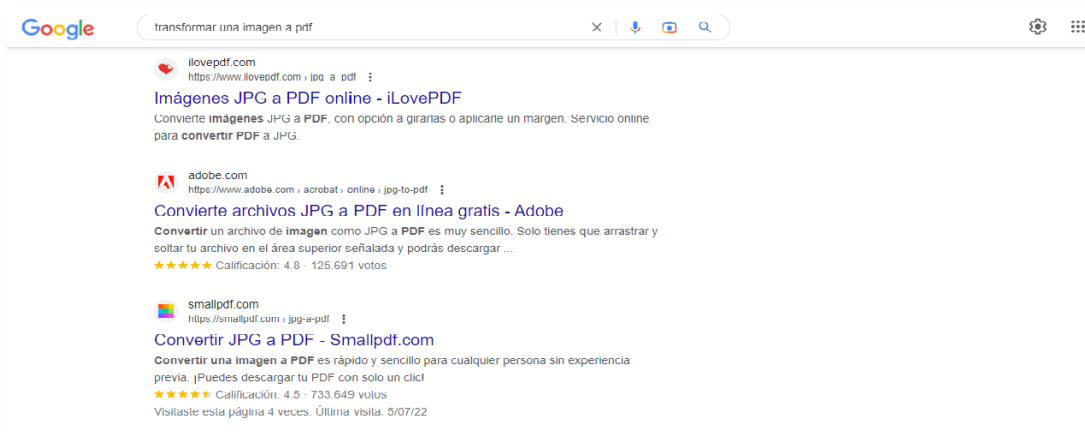 Google
transformar una imagen a pdf
ilovepdf.com
https://www.ilovepdf.com › jpg_a_pdf
Imágenes JPG a PDF online - iLovePDF
Convierte imágenes JPG a PDF, con opción a girarlas o aplicarle un margen. Servicio online
para convertir PDF a JPG.
adobe.com
https://www.adobe.com › acrobat › online › jpg-to-pdf
Convierte archivos JPG a PDF en línea gratis - Adobe
Convertir un archivo de imagen como JPG a PDF es muy sencillo. Solo tienes que arrastrar y
soltar tu archivo en el área superior señalada y podrás descargar ...
Calificación: 4.8 · 125.691 votos
smallpdf.com
https://smallpdf.com › jpg-a-pdf
Convertir JPG a PDF - Smallpdf.com
Convertir una imagen a PDF es rápido y sencillo para cualquier persona sin experiencia
previa. ¡Puedes descargar tu PDF con solo un clic!
Calificación: 4.5 · 733.649 votos
Visitaste esta página 4 veces. Última visita: 5/07/22